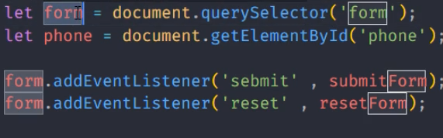 let form = document.querySelector('form');
let phone = document.getElementById('phone');
form.addEventListener('sebmit' , submitForm);
form.addEventListener('reset' , resetForm);